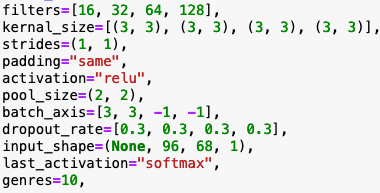 filters=[16, 32, 64, 128],
kernal_size=[(3, 3), (3, 3), (3, 3), (3, 3)],
strides=(1, 1),
padding="same",
activation="relu",
pool_size=(2, 2),
batch_axis=[3, 3, -1, -1],
dropout_rate=[0.3, 0.3, 0.3, 0.3],
input_shape=(None, 96, 68, 1),
last_activation="softmax",
genres=10,